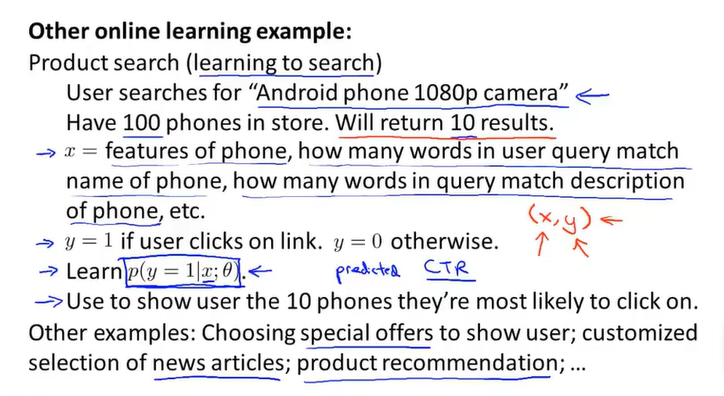 Other online learning example:
Product search (learning to search)
User searches for “Android phone 1080p camera”
Have 100 phones in store. Will return 10 results.
x = features of phone, how many words in user query match
name of phone, how many words in query match description
of phone, etc.
(x, y)
y = 1 if user clicks on link. y = 0 otherwise.
Learn p(y = 1|x; θ). predicted CTR
Use to show user the 10 phones they’re most likely to click on.
Other examples: Choosing special offers to show user; customized
selection of news articles; product recommendation; ...